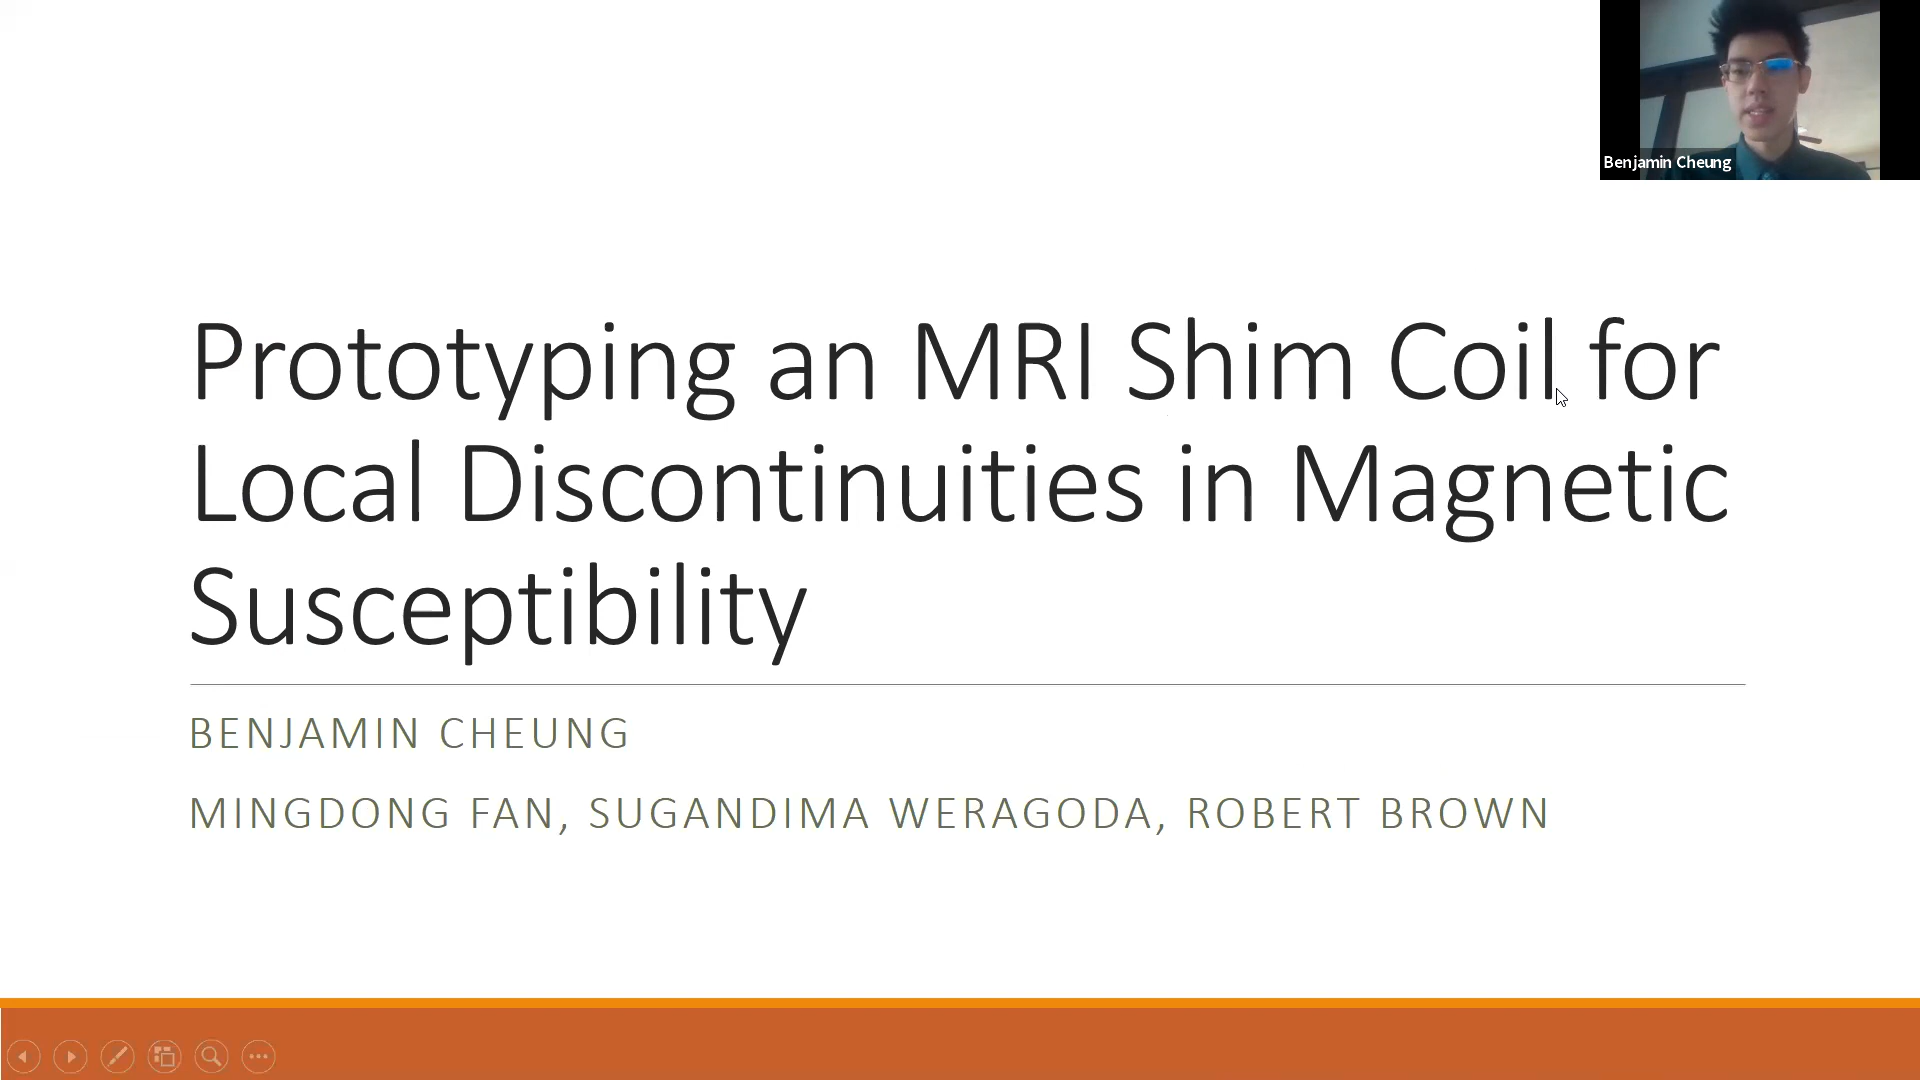 Benjamin Cheung
Prototyping an MRI Shim Coil for
Local Discontinuities in Magnetic
Susceptibility
BENJAMIN CHEUNG
MINGDONG FAN, SUGANDIMA WERAGODA, ROBERT BROWN